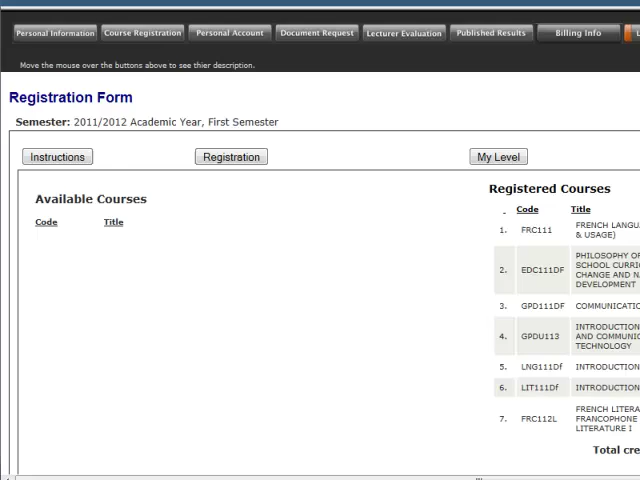 Personal Information Course Registration Personal Account Document Request Lecturer Evaluation Published Results Billing Info
Move the mouse over the buttons above to see thier description.
Registration Form
Semester: 2011/2012 Academic Year, First Semester
Instructions Registration My Level
Available Courses
Code Title
Registered Courses
Code Title
1. FRC111 FRENCH LANGU
& USAGE)
2. EDC111DF PHILOSOPHY OF
SCHOOL CURRIC
CHANGE AND N
DEVELOPMENT
3. GPD111DF COMMUNICATIO
4. GPDU113 INTRODUCTION
AND COMMUNIC
TECHNOLOGY
5. LNG111Df INTRODUCTION
6. LIT111Df INTRODUCTION
7. FRC112L FRENCH LITERA
FRANCOPHONE
LITERATURE I
Total cre